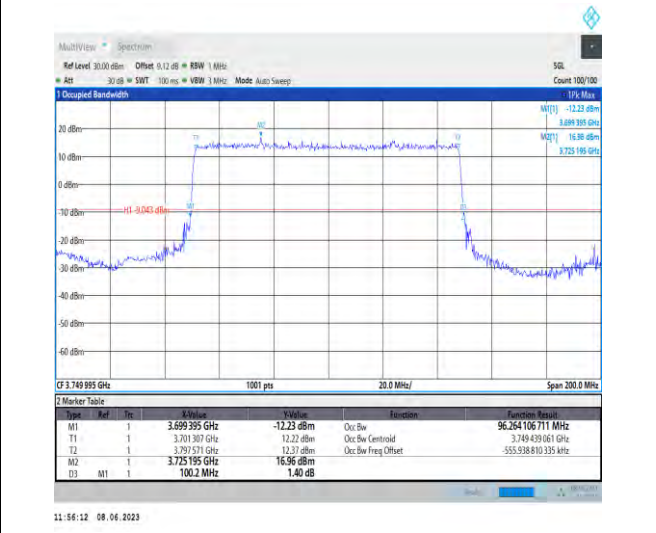 MultiView Spectrum
Ref Level 30.00 dBm Offset 9.12 dB RBW 1 MHz SGL
Att 30 dB SWT 100 ms VBW 3 MHz Mode Auto Sweep Count 100/100
1 Occupied Bandwidth 1Pk Max
M1[1] -12.23 dBm
3.699 395 GHz
M2[1] 16.96 dBm
3.725 195 GHz
20 dBm
M2
T1 T2
10 dBm
0 dBm
-10 dBm H1 -9.043 dBm M1 D3
-20 dBm
-30 dBm
-40 dBm
-50 dBm
-60 dBm
CF 3.749 995 GHz 1001 pts 20.0 MHz/ Span 200.0 MHz
2 Marker Table
Type Ref Trc X-Value Y-Value Function Function Result
M1 1 3.699 395 GHz -12.23 dBm Occ Bw 96.264 106 711 MHz
T1 1 3.701 307 GHz 12.22 dBm Occ Bw Centroid 3.749 439 061 GHz
T2 1 3.797 571 GHz 12.37 dBm Occ Bw Freq Offset -555.938 810 335 kHz
M2 1 3.725 195 GHz 16.96 dBm
D3 M1 1 100.2 MHz 1.40 dB
11:56:12 08.06.2023